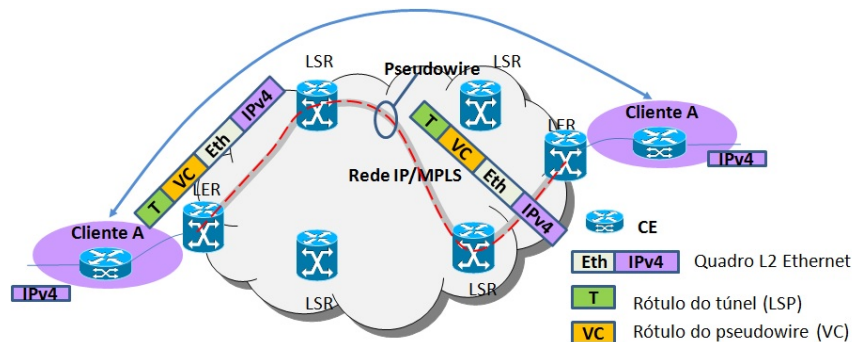 LSR
LSR
Pseudowire
T VC Eth IPv4
T VC Eth IPv4
LER
Cliente A
IPv4
Rede IP/MPLS
LER
Cliente A
IPv4
LSR
LSR
CE
Eth IPv4 Quadro L2 Ethernet
T Rótulo do túnel (LSP)
VC Rótulo do pseudowire (VC)